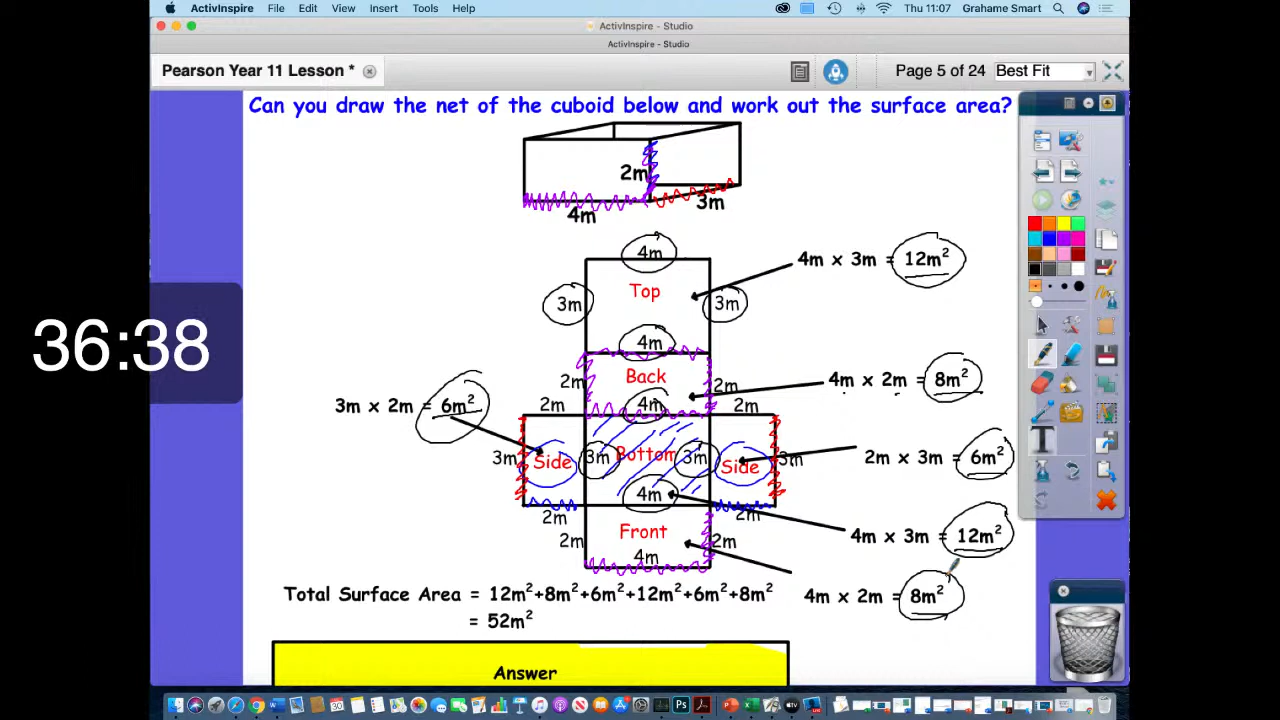 ActivInspire File Edit View Insert Tools Help Thu 11:07 Grahame Smart
ActivInspire - Studio
ActivInspire - Studio
Pearson Year 11 Lesson * Page 5 of 24 Best Fit
Can you draw the net of the cuboid below and work out the surface area?
2m
4m 3m
4m
4m x 3m = 12m²
Top
3m 3m
36:38
4m
2m Back 2m 4m x 2m = 8m²
3m x 2m = 6m² 2m 4m 2m
3m Side 3m Bottom 3m Side 3m 2m x 3m = 6m²
4m
2m 2m
2m Front 2m 4m x 3m = 12m²
4m
Total Surface Area = 12m²+8m²+6m²+12m²+6m²+8m² 4m x 2m = 8m²
= 52m²
Answer